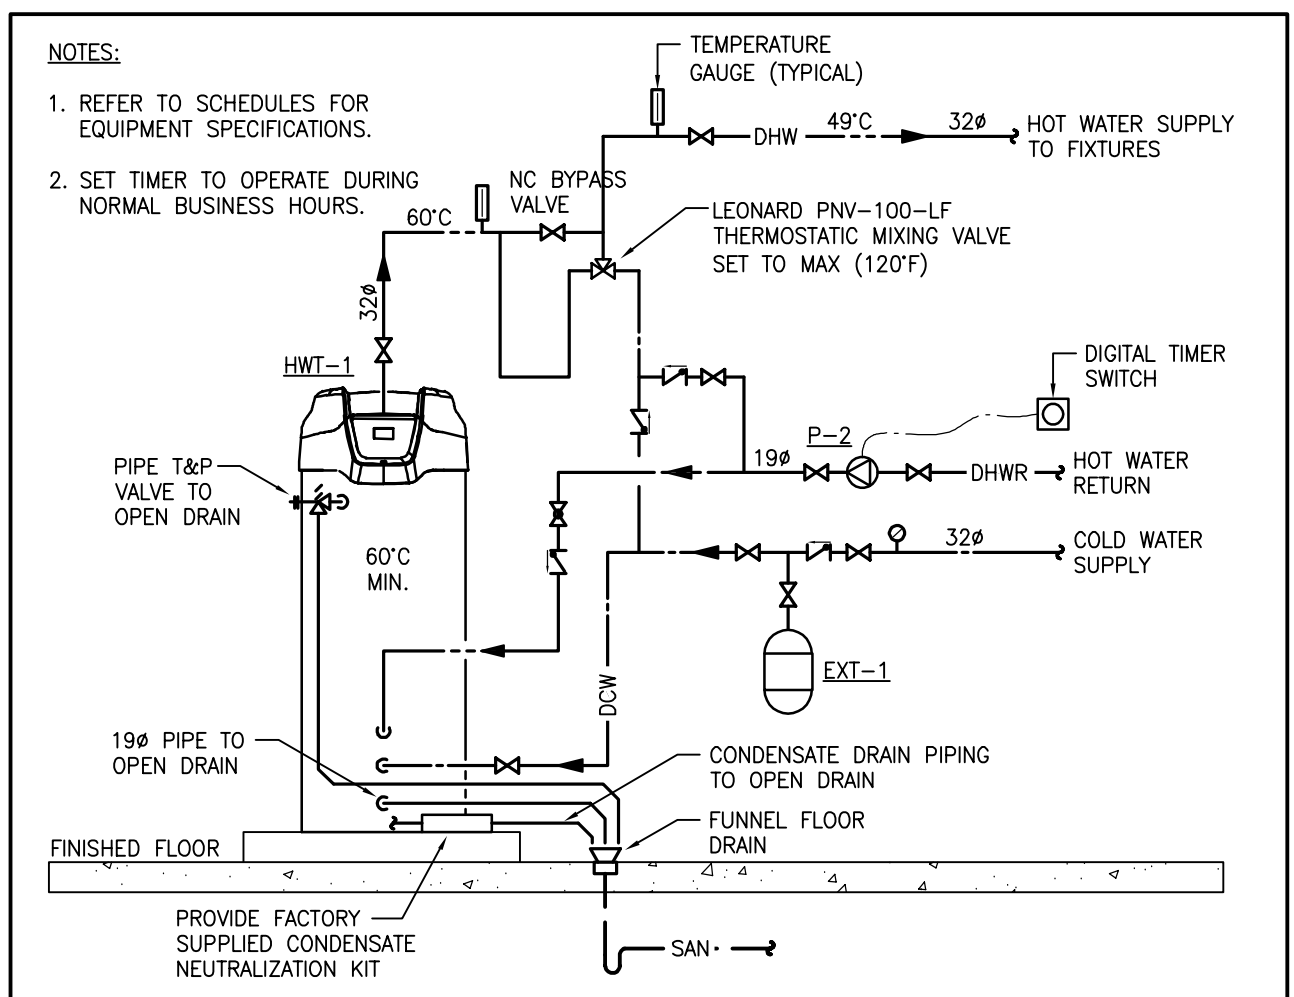 NOTES:
1. REFER TO SCHEDULES FOR
EQUIPMENT SPECIFICATIONS.
2. SET TIMER TO OPERATE DURING
NORMAL BUSINESS HOURS.
TEMPERATURE
GAUGE (TYPICAL)
DHW
49°C
32ø
HOT WATER SUPPLY
TO FIXTURES
NC BYPASS
VALVE
60°C
LEONARD PNV-100-LF
THERMOSTATIC MIXING VALVE
SET TO MAX (120°F)
32ø
HWT-1
DIGITAL TIMER
SWITCH
P-2
19ø
DHWR
HOT WATER
RETURN
PIPE T&P
VALVE TO
OPEN DRAIN
60°C
MIN.
32ø
COLD WATER
SUPPLY
EXT-1
DCW
19ø PIPE TO
OPEN DRAIN
CONDENSATE DRAIN PIPING
TO OPEN DRAIN
FUNNEL FLOOR
DRAIN
FINISHED FLOOR
PROVIDE FACTORY
SUPPLIED CONDENSATE
NEUTRALIZATION KIT
SAN